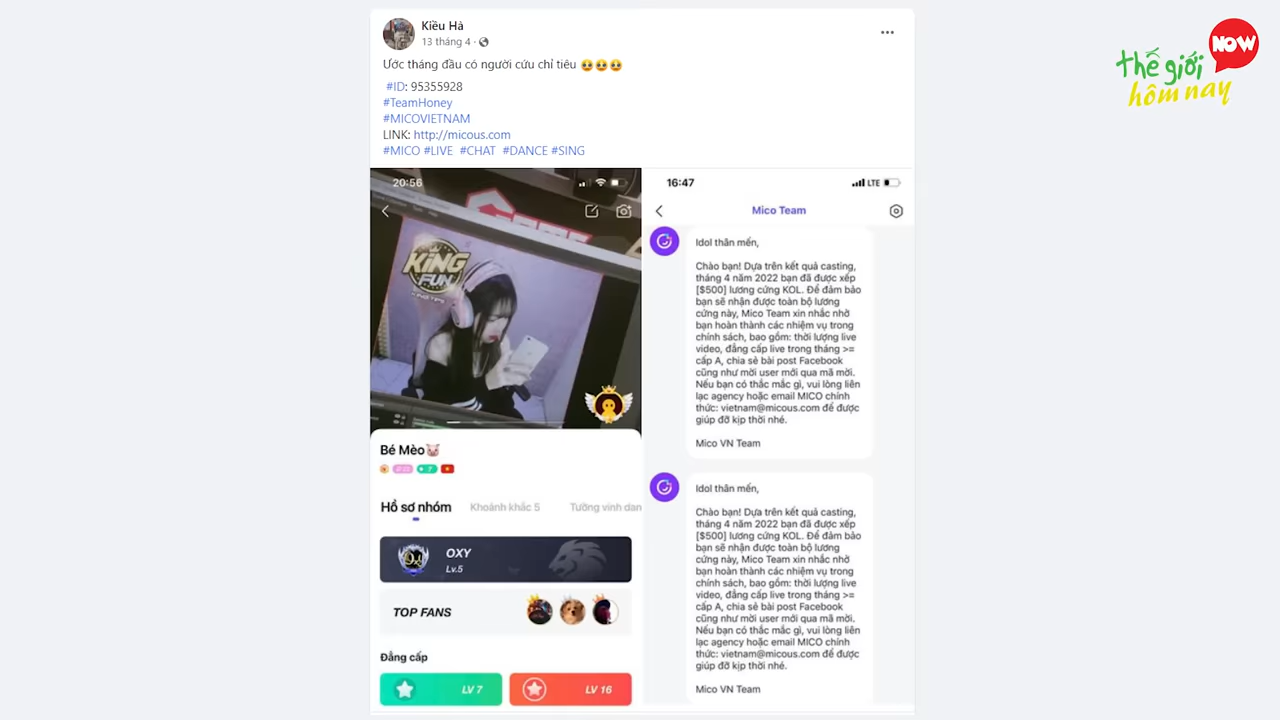 Kiều Hà
13 tháng 4 ·
Ước tháng đầu có người cứu chỉ tiêu 🥹🥹🥹
#ID: 95355928
#TeamHoney
#MICOVIETNAM
LINK: http://micous.com
#MICO #LIVE #CHAT #DANCE #SING
thế giới
NOW
hôm nay
20:56
GAME
KING
FUN
Bé Mèo🐷
Hồ sơ nhóm Khoảnh khắc 5 Tường vinh dan
OXY
Lv.5
TOP FANS
Đẳng cấp
LV 7 LV 16
16:47 LTE
Mico Team
Idol thân mến,
Chào bạn! Dựa trên kết quả casting,
tháng 4 năm 2022 bạn đã được xếp
[$500] lương cứng KOL. Để đảm bảo
bạn sẽ nhận được toàn bộ lương
cứng này, Mico Team xin nhắc nhở
bạn hoàn thành các nhiệm vụ trong
chính sách, bao gồm: thời lượng live
video, đẳng cấp live trong tháng >=
cấp A, chia sẻ bài post Facebook
cũng như mời user mới qua mã mời.
Nếu bạn có thắc mắc gì, vui lòng liên
lạc agency hoặc email MICO chính
thức: vietnam@micous.com để được
giúp đỡ kịp thời nhé.
Mico VN Team
Idol thân mến,
Chào bạn! Dựa trên kết quả casting,
tháng 4 năm 2022 bạn đã được xếp
[$500] lương cứng KOL. Để đảm bảo
bạn sẽ nhận được toàn bộ lương
cứng này, Mico Team xin nhắc nhở
bạn hoàn thành các nhiệm vụ trong
chính sách, bao gồm: thời lượng live
video, đẳng cấp live trong tháng >=
cấp A, chia sẻ bài post Facebook
cũng như mời user mới qua mã mời.
Nếu bạn có thắc mắc gì, vui lòng liên
lạc agency hoặc email MICO chính
thức: vietnam@micous.com để được
giúp đỡ kịp thời nhé.
Mico VN Team